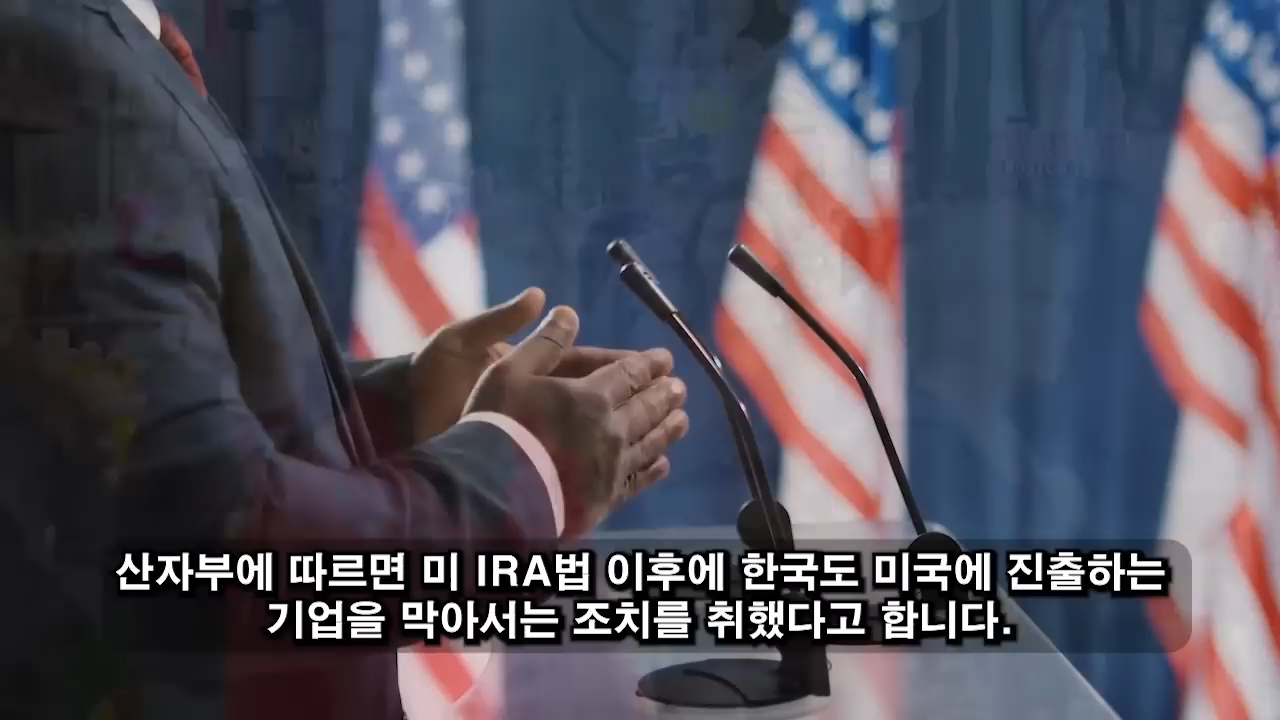 산자부에 따르면 미 IRA법 이후에 한국도 미국에 진출하는
기업을 막아서는 조치를 취했다고 합니다.